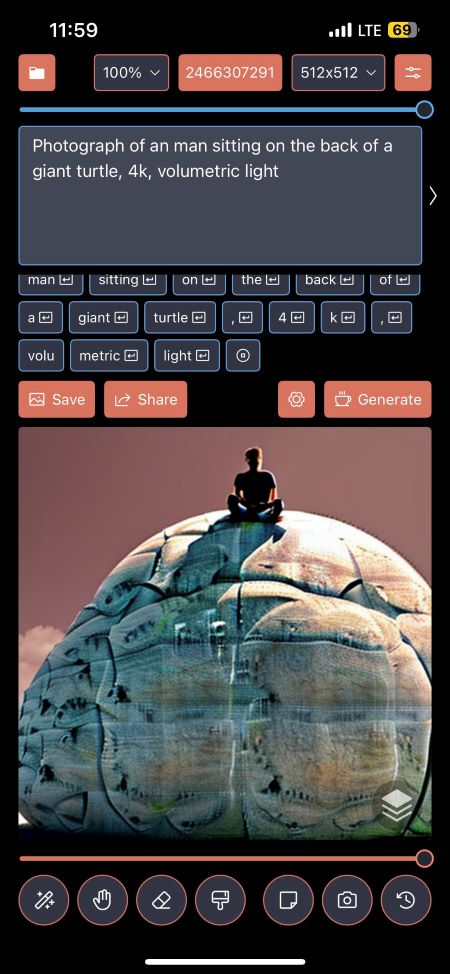 11:59 LTE 69
100% 2466307291 512x512
Photograph of an man sitting on the back of a
giant turtle, 4k, volumetric light
man sitting on the back of
a giant turtle , 4 k ,
volu metric light
Save Share Generate